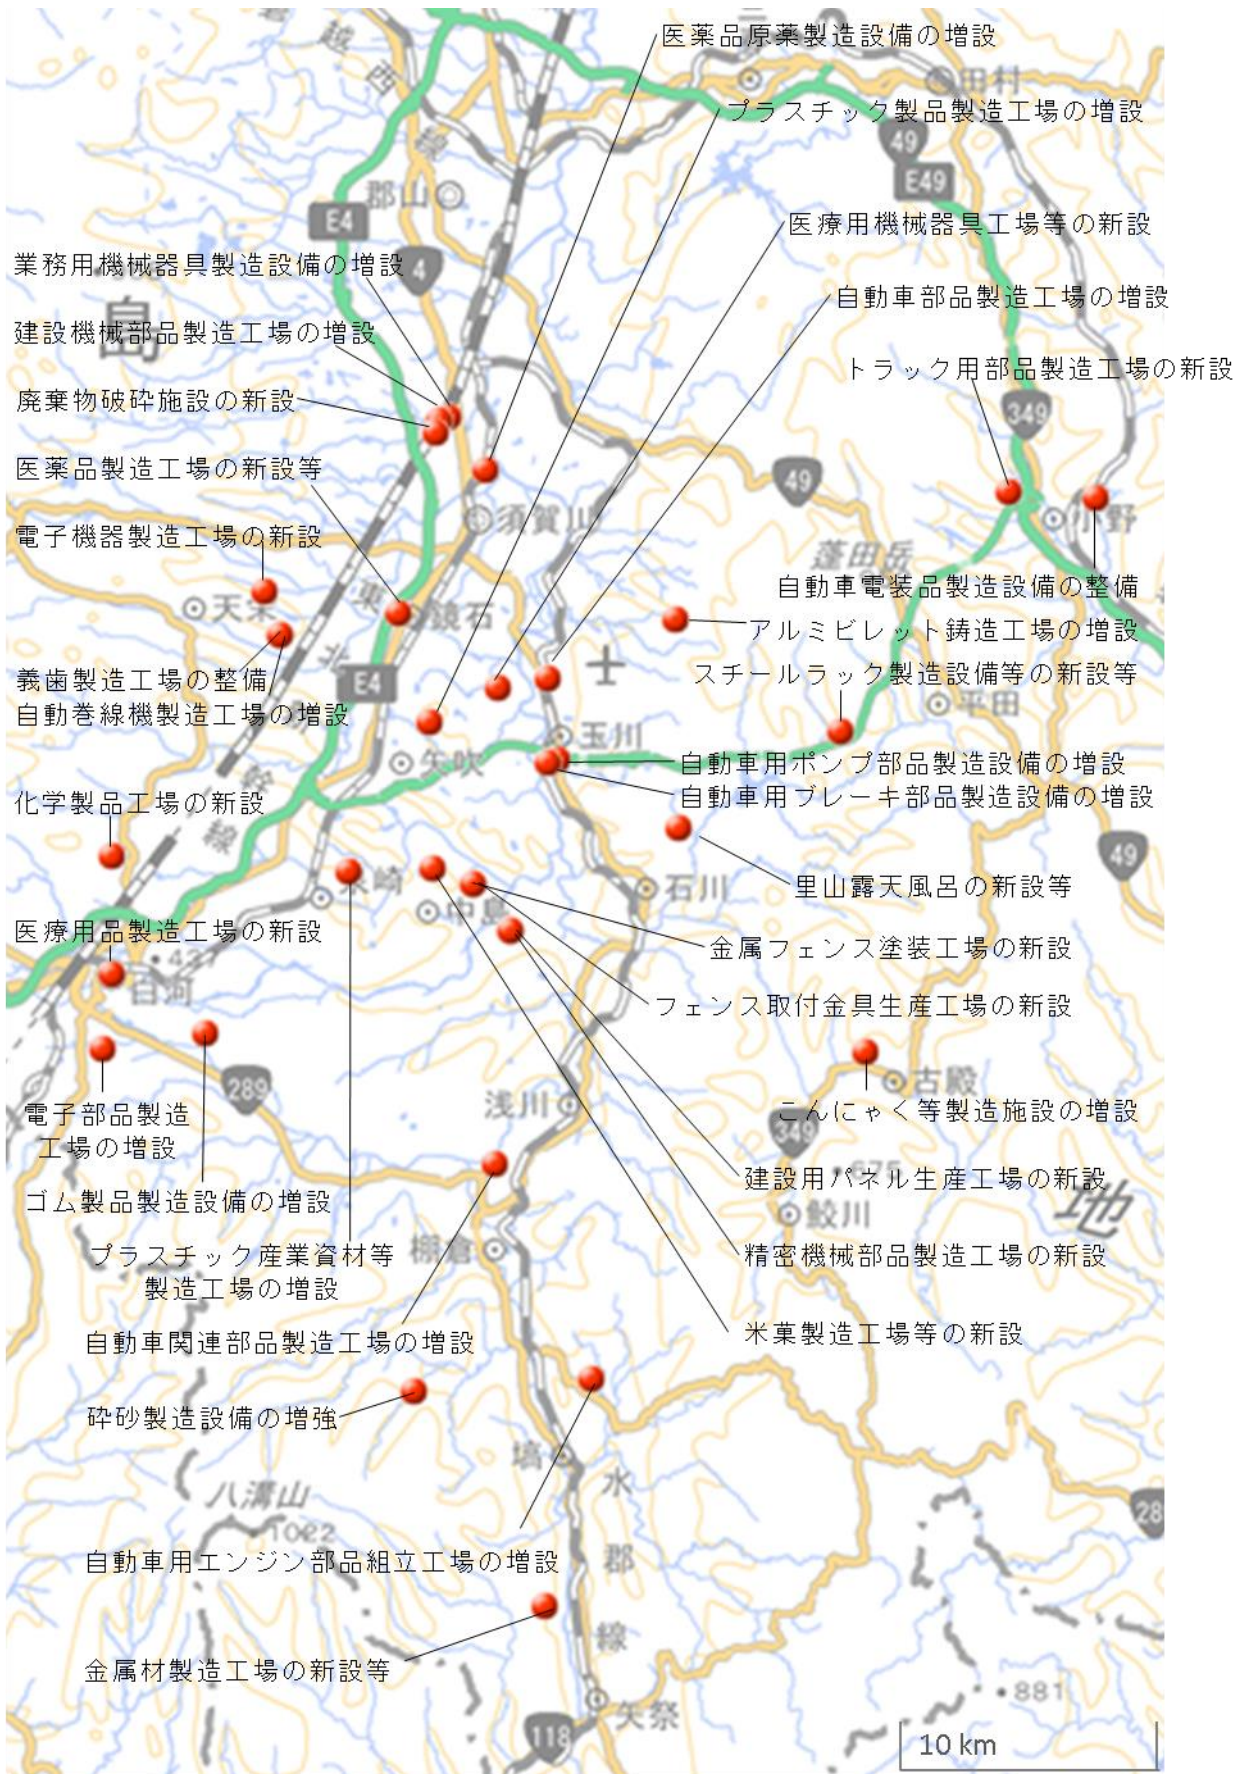 医薬品原薬製造設備の増設
越
西
線
田村
プラスチック製品製造工場の増設
49
E49
郡山
E4
医療用機械器具工場等の新設
業務用機械器具製造設備の増設
4
自動車部品製造工場の増設
島
建設機械部品製造工場の増設
トラック用部品製造工場の新設
廃棄物破砕施設の新設
349
医薬品製造工場の新設等
49
須賀川
小野
電子機器製造工場の新設
蓬田岳
自動車電装品製造設備の整備
天栄
東
鏡石
アルミビレット鋳造工場の増設
北
士
義歯製造工場の整備
E4
スチールラック製造設備等の新設等
自動巻線機製造工場の増設
新
平田
玉川
矢吹
自動車用ポンプ部品製造設備の増設
幹
化学製品工場の新設
自動車用ブレーキ部品製造設備の増設
線
49
泉崎
石川
里山露天風呂の新設等
中島
医療用品製造工場の新設
金属フェンス塗装工場の新設
白河
フェンス取付金具生産工場の新設
289
古殿
電子部品製造
工場の増設
浅川
こんにゃく等製造施設の増設
349
675
建設用パネル生産工場の新設
ゴム製品製造設備の増設
地
鮫川
プラスチック産業資材等
製造工場の増設
棚倉
精密機械部品製造工場の新設
自動車関連部品製造工場の増設
米菓製造工場等の新設
砕砂製造設備の増強
塙
水
八溝山
1022
28
自動車用エンジン部品組立工場の増設
郡
線
金属材製造工場の新設等
881
矢祭
118
10 km